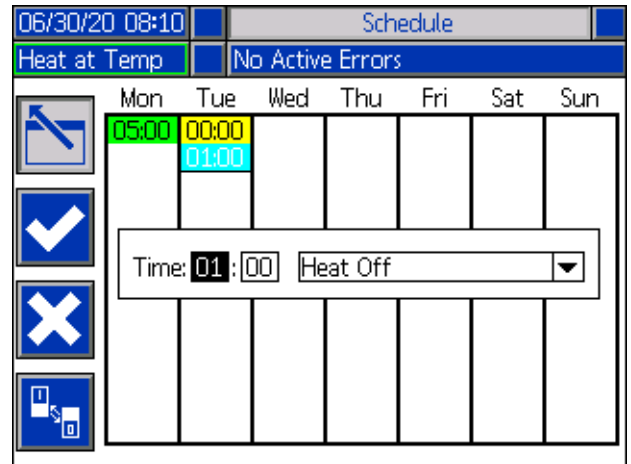 06/30/20 08:10 Schedule
Heat at Temp No Active Errors
Mon Tue Wed Thu Fri Sat Sun
05:00 00:00
01:00
Time: 01 : 00 Heat Off